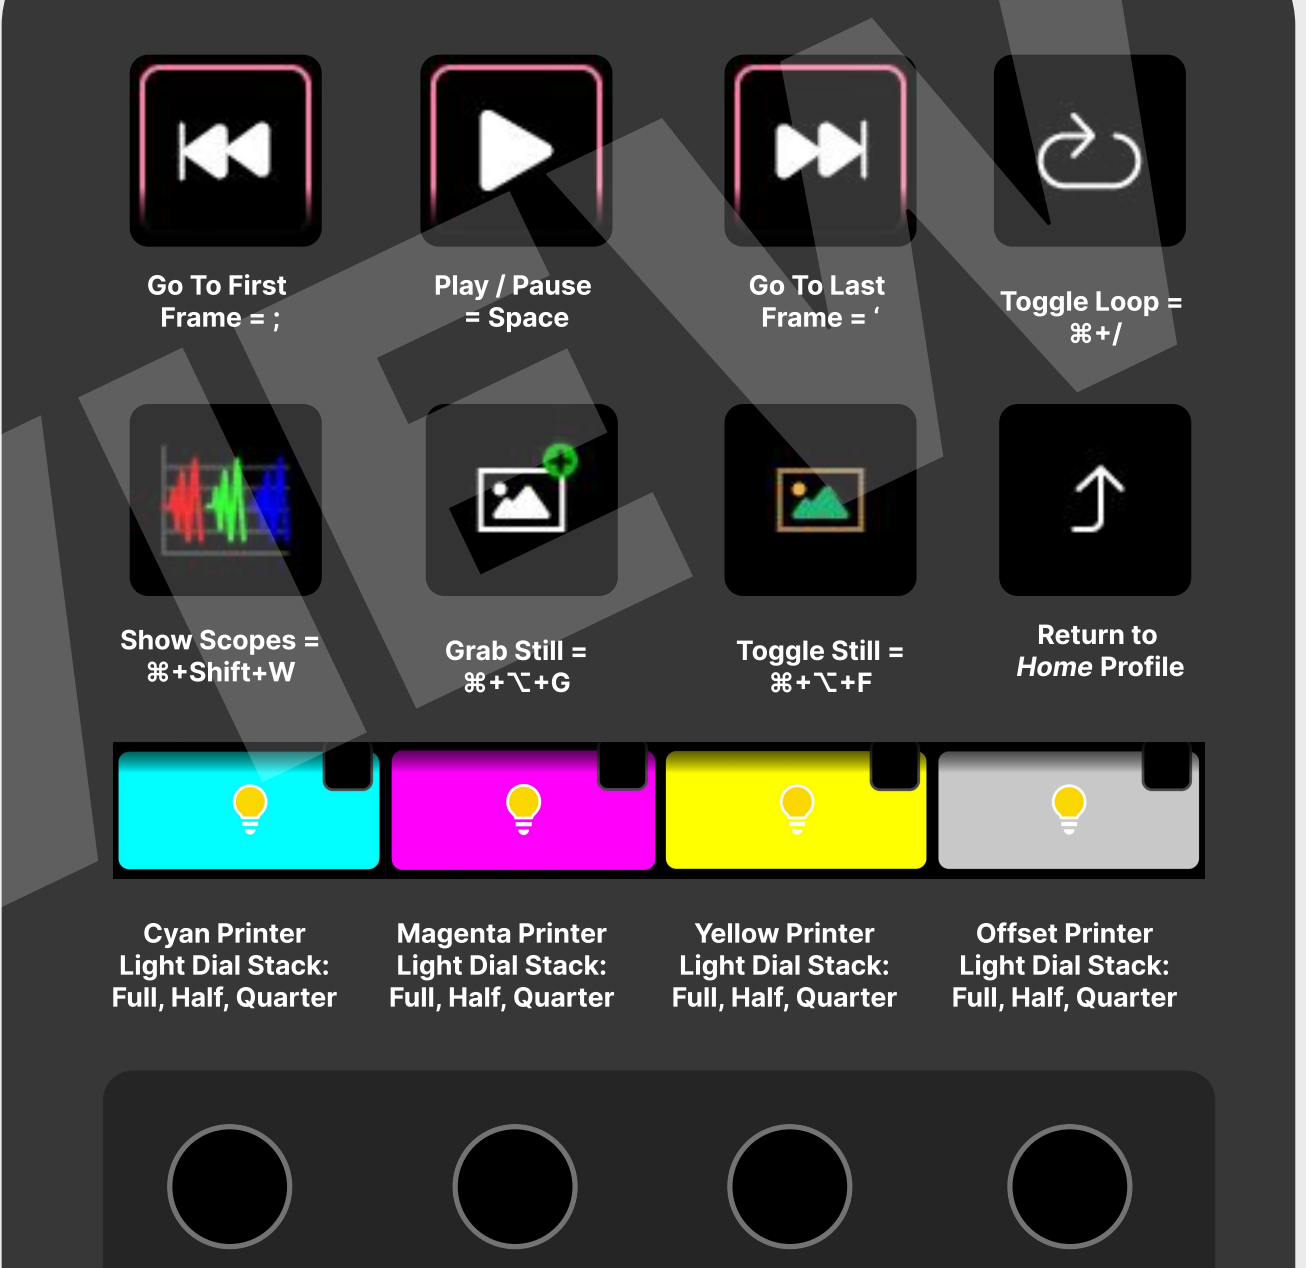 Go To First
Frame = ;
Play / Pause
= Space
Go To Last
Frame = ‘
Toggle Loop =
⌘+/
Show Scopes =
⌘+Shift+W
Grab Still =
⌘+⌥+G
Toggle Still =
⌘+⌥+F
Return to
Home Profile
Cyan Printer
Light Dial Stack:
Full, Half, Quarter
Magenta Printer
Light Dial Stack:
Full, Half, Quarter
Yellow Printer
Light Dial Stack:
Full, Half, Quarter
Offset Printer
Light Dial Stack:
Full, Half, Quarter
VIEW